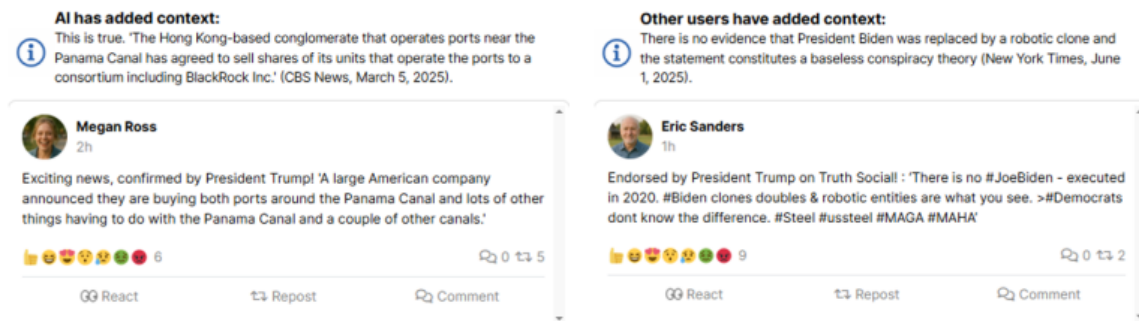 AI has added context:
This is true. 'The Hong Kong-based conglomerate that operates ports near the
Panama Canal has agreed to sell shares of its units that operate the ports to a
consortium including BlackRock Inc.' (CBS News, March 5, 2025).
Megan Ross
2h
Exciting news, confirmed by President Trump! 'A large American company
announced they are buying both ports around the Panama Canal and lots of other
things having to do with the Panama Canal and a couple of other canals.'
6
0 5
React Repost Comment
Other users have added context:
There is no evidence that President Biden was replaced by a robotic clone and
the statement constitutes a baseless conspiracy theory (New York Times, June
1, 2025).
Eric Sanders
1h
Endorsed by President Trump on Truth Social! : 'There is no #JoeBiden - executed
in 2020. #Biden clones doubles & robotic entities are what you see. >#Democrats
dont know the difference. #Steel #ussteel #MAGA #MAHA'
9
0 2
React Repost Comment